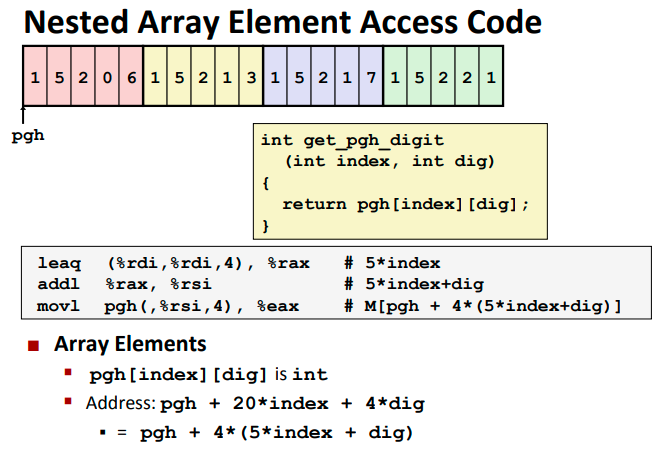 Nested Array Element Access Code
1 5 2 0 6 1 5 2 1 3 1 5 2 1 7 1 5 2 2 1
pgh
int get_pgh_digit
(int index, int dig)
{
return pgh[index][dig];
}
leaq (%rdi,%rdi,4), %rax # 5*index
addl %rax, %rsi # 5*index+dig
movl pgh(,%rsi,4), %eax # M[pgh + 4*(5*index+dig)]
■ Array Elements
▪ pgh[index][dig] is int
▪ Address: pgh + 20*index + 4*dig
▪ = pgh + 4*(5*index + dig)